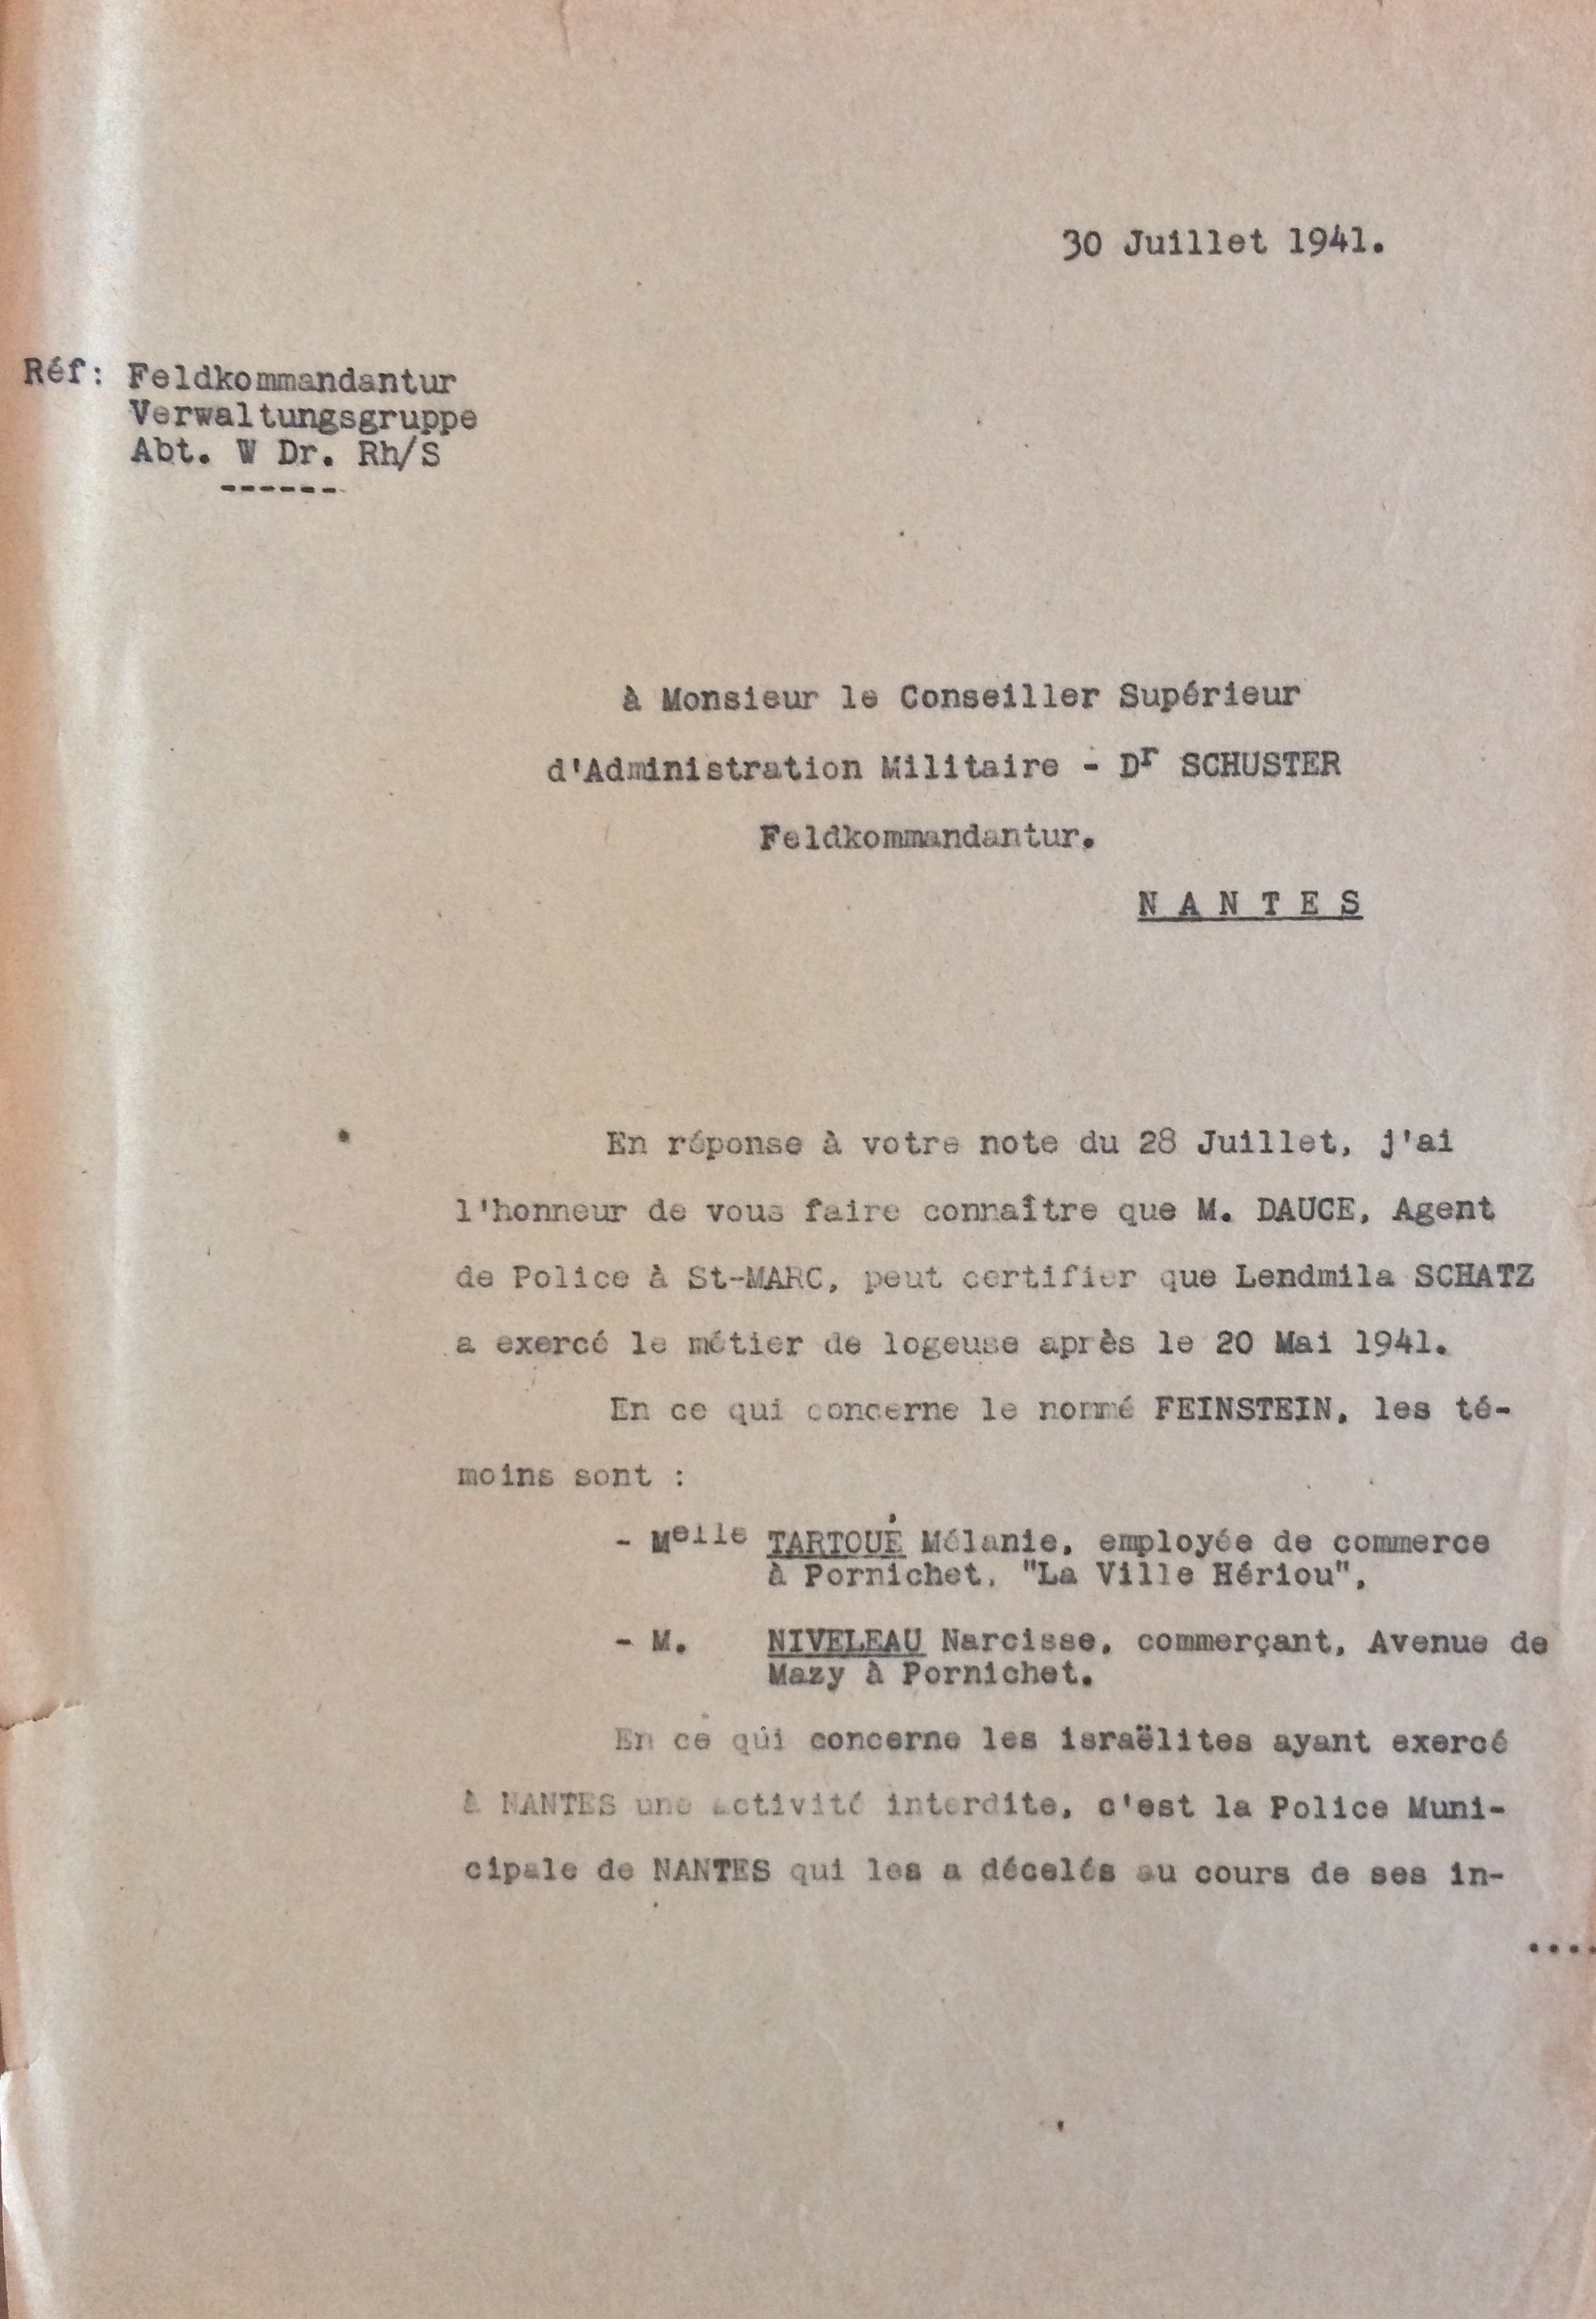 30 Juillet 1941.
Réf: Feldkommandantur
Verwaltungsgruppe
Abt. W Dr. Rh/S
------
à Monsieur le Conseiller Supérieur
d'Administration Militaire - Dr SCHUSTER
Feldkommandantur.
N A N T E S
En réponse à votre note du 28 Juillet, j'ai
l'honneur de vous faire connaître que M. DAUCE, Agent
de Police à St-MARC, peut certifier que Lendmila SCHATZ
a exercé le métier de logeuse après le 20 Mai 1941.
En ce qui concerne le nommé FEINSTEIN, les té-
moins sont :
- Melle TARTOUÉ Mélanie, employée de commerce
à Pornichet, "La Ville Hériou",
- M. NIVELEAU Narcisse, commerçant, Avenue de
Mazy à Pornichet.
En ce qûi concerne les israëlites ayant exercé
à NANTES une activité interdite, c'est la Police Muni-
cipale de NANTES qui les a décelés au cours de ses in-
....